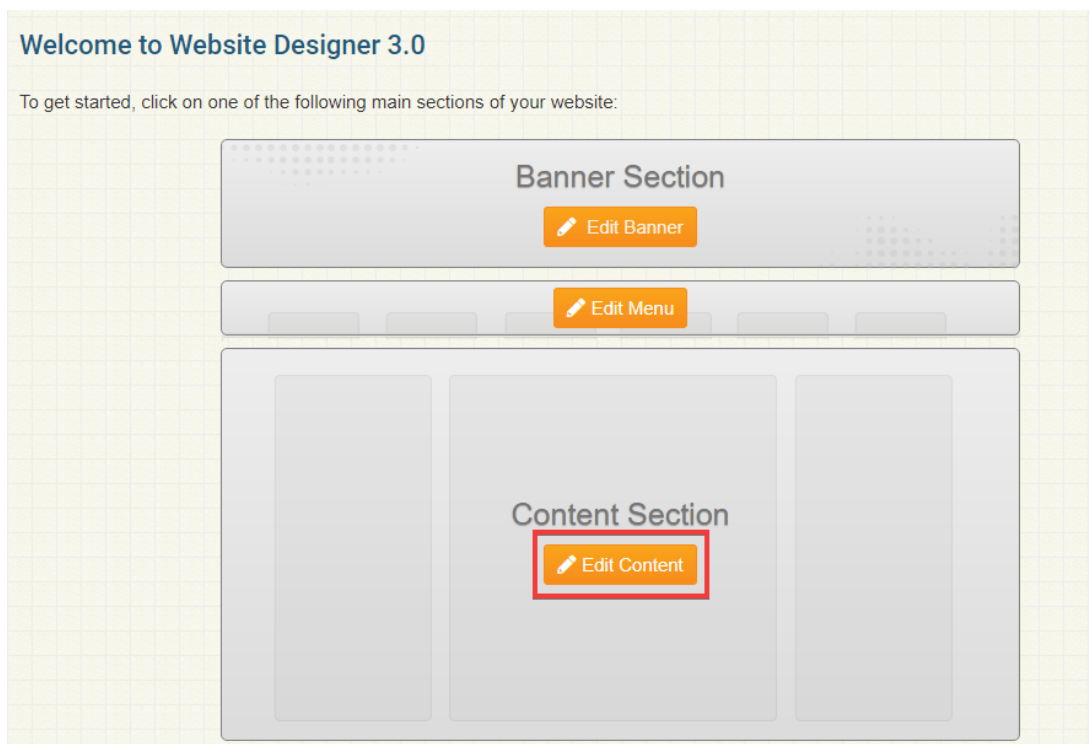 Welcome to Website Designer 3.0
To get started, click on one of the following main sections of your website:
Banner Section
Edit Banner
Edit Menu
Content Section
Edit Content